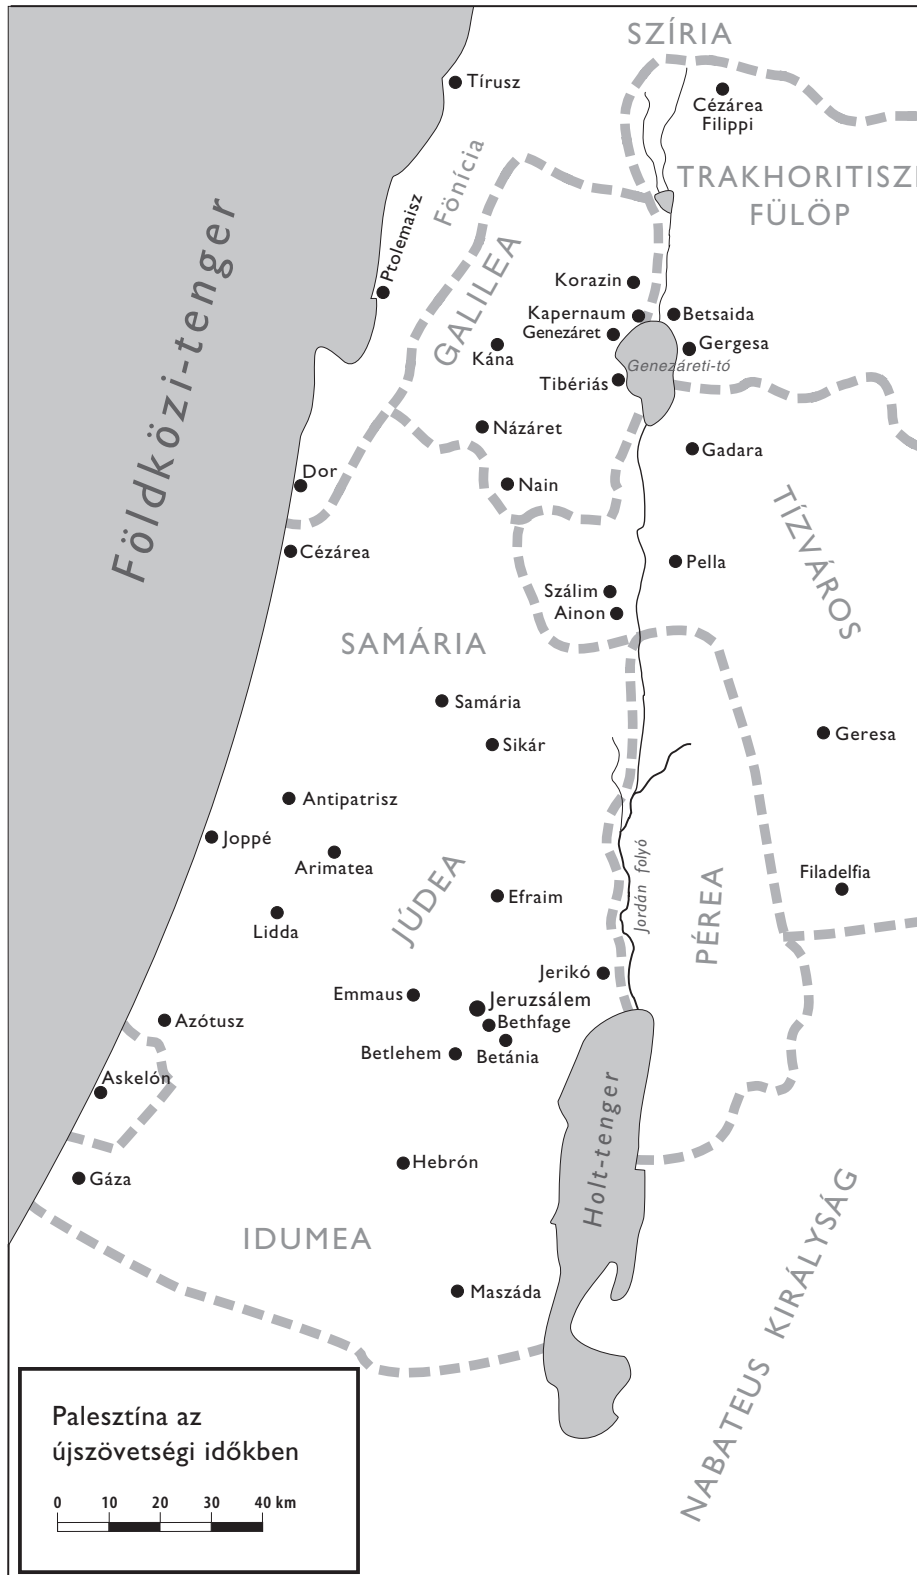 SZÍRIA
Tírusz
Cézárea
Filippi
Fönícia
TRAKHORITISZ
FÜLÖP
Ptolemaisz
Földközi-tenger
GALILEA
Korazin
Kapernaum
Betsaida
Genezáret
Gergesa
Kána
Genezáreti-tó
Tibériás
Názáret
Gadara
Dor
Nain
TÍZVÁROS
Cézárea
Pella
Szálim
Ainon
SAMÁRIA
Samária
Sikár
Geresa
Antipatrisz
Joppé
Arimatea
Filadelfia
JÚDEA
Efraim
Jordán folyó
PÉREA
Lidda
Jerikó
Emmaus
Jeruzsálem
Azótusz
Bethfage
Betlehem
Betánia
Askelón
Holt-tenger
Hebrón
Gáza
IDUMEA
NABATEUS KIRÁLYSÁG
Maszáda
Palesztína az
újszövetségi időkben
0 10 20 30 40 km